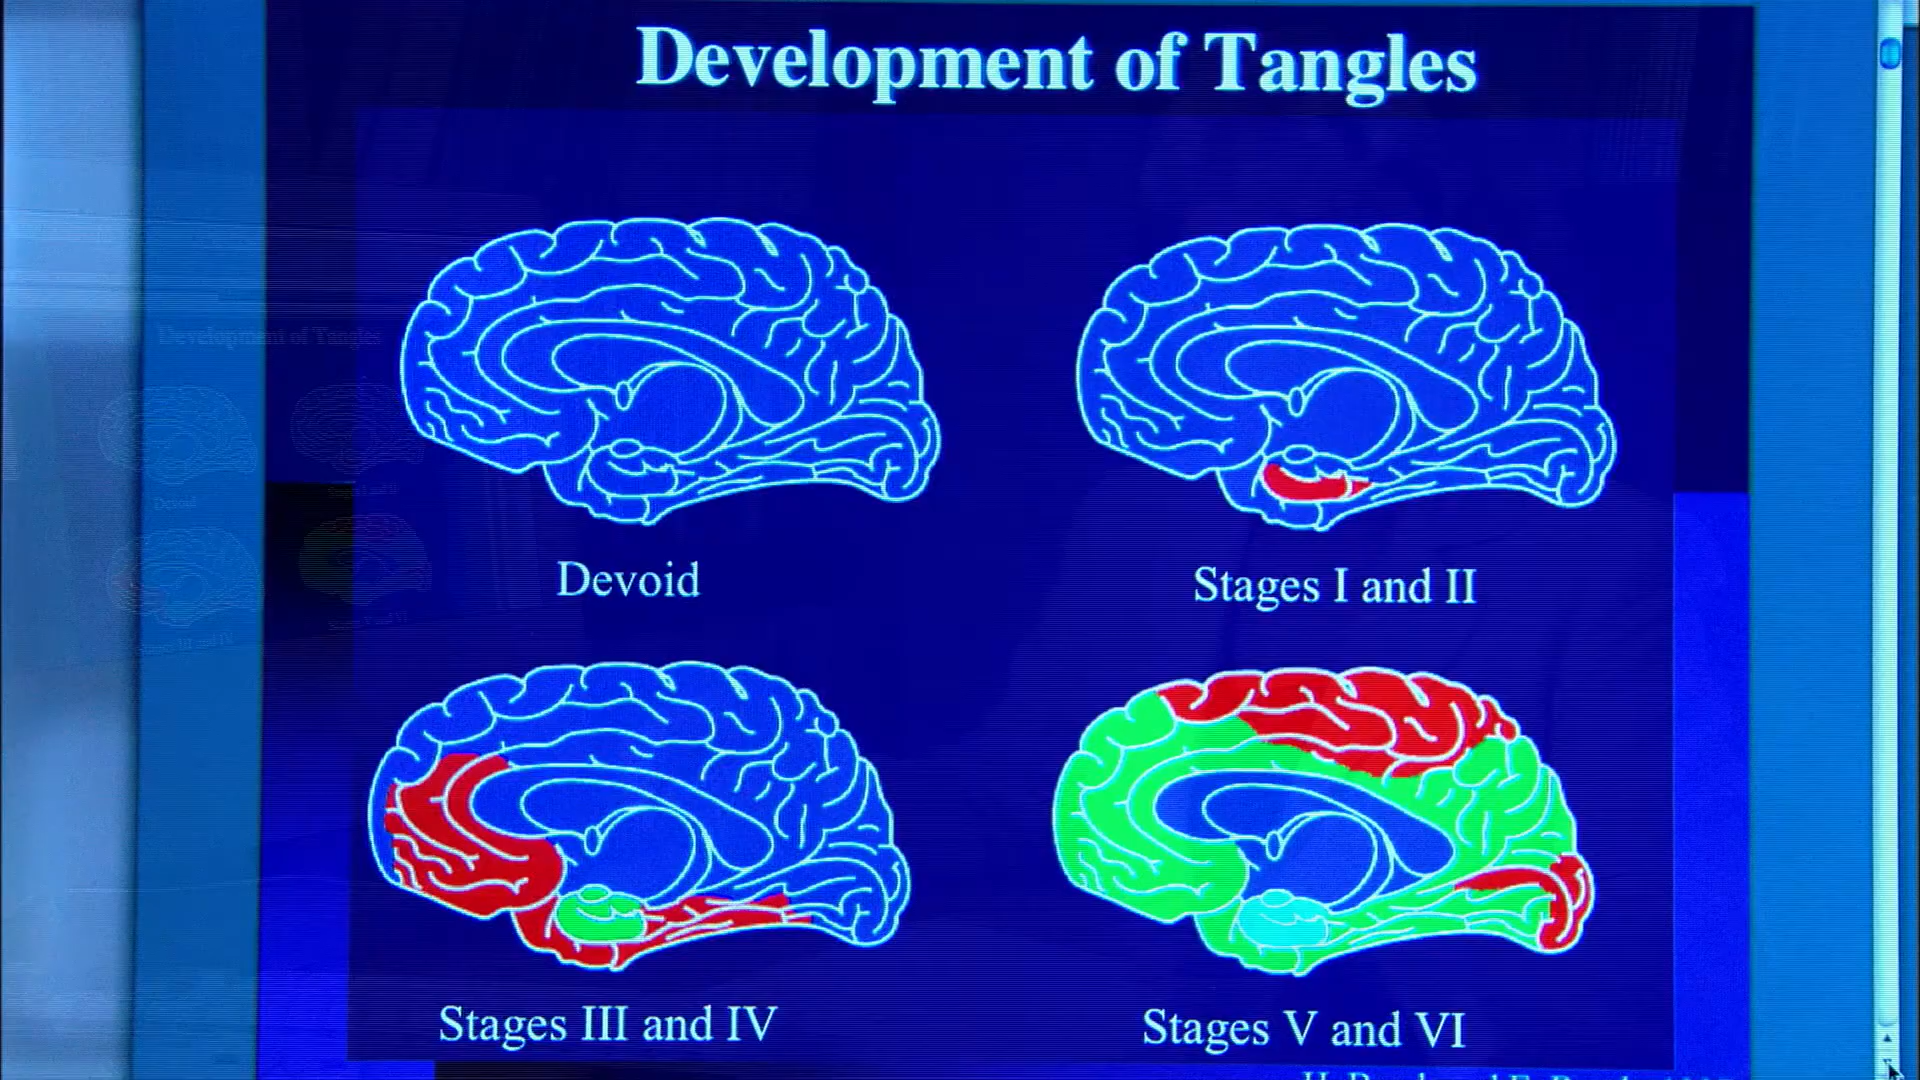 Development of Tangles
Devoid
Stages I and II
Stages III and IV
Stages V and VI